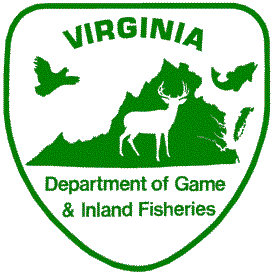 VIRGINIA
Department of Game
& Inland Fisheries